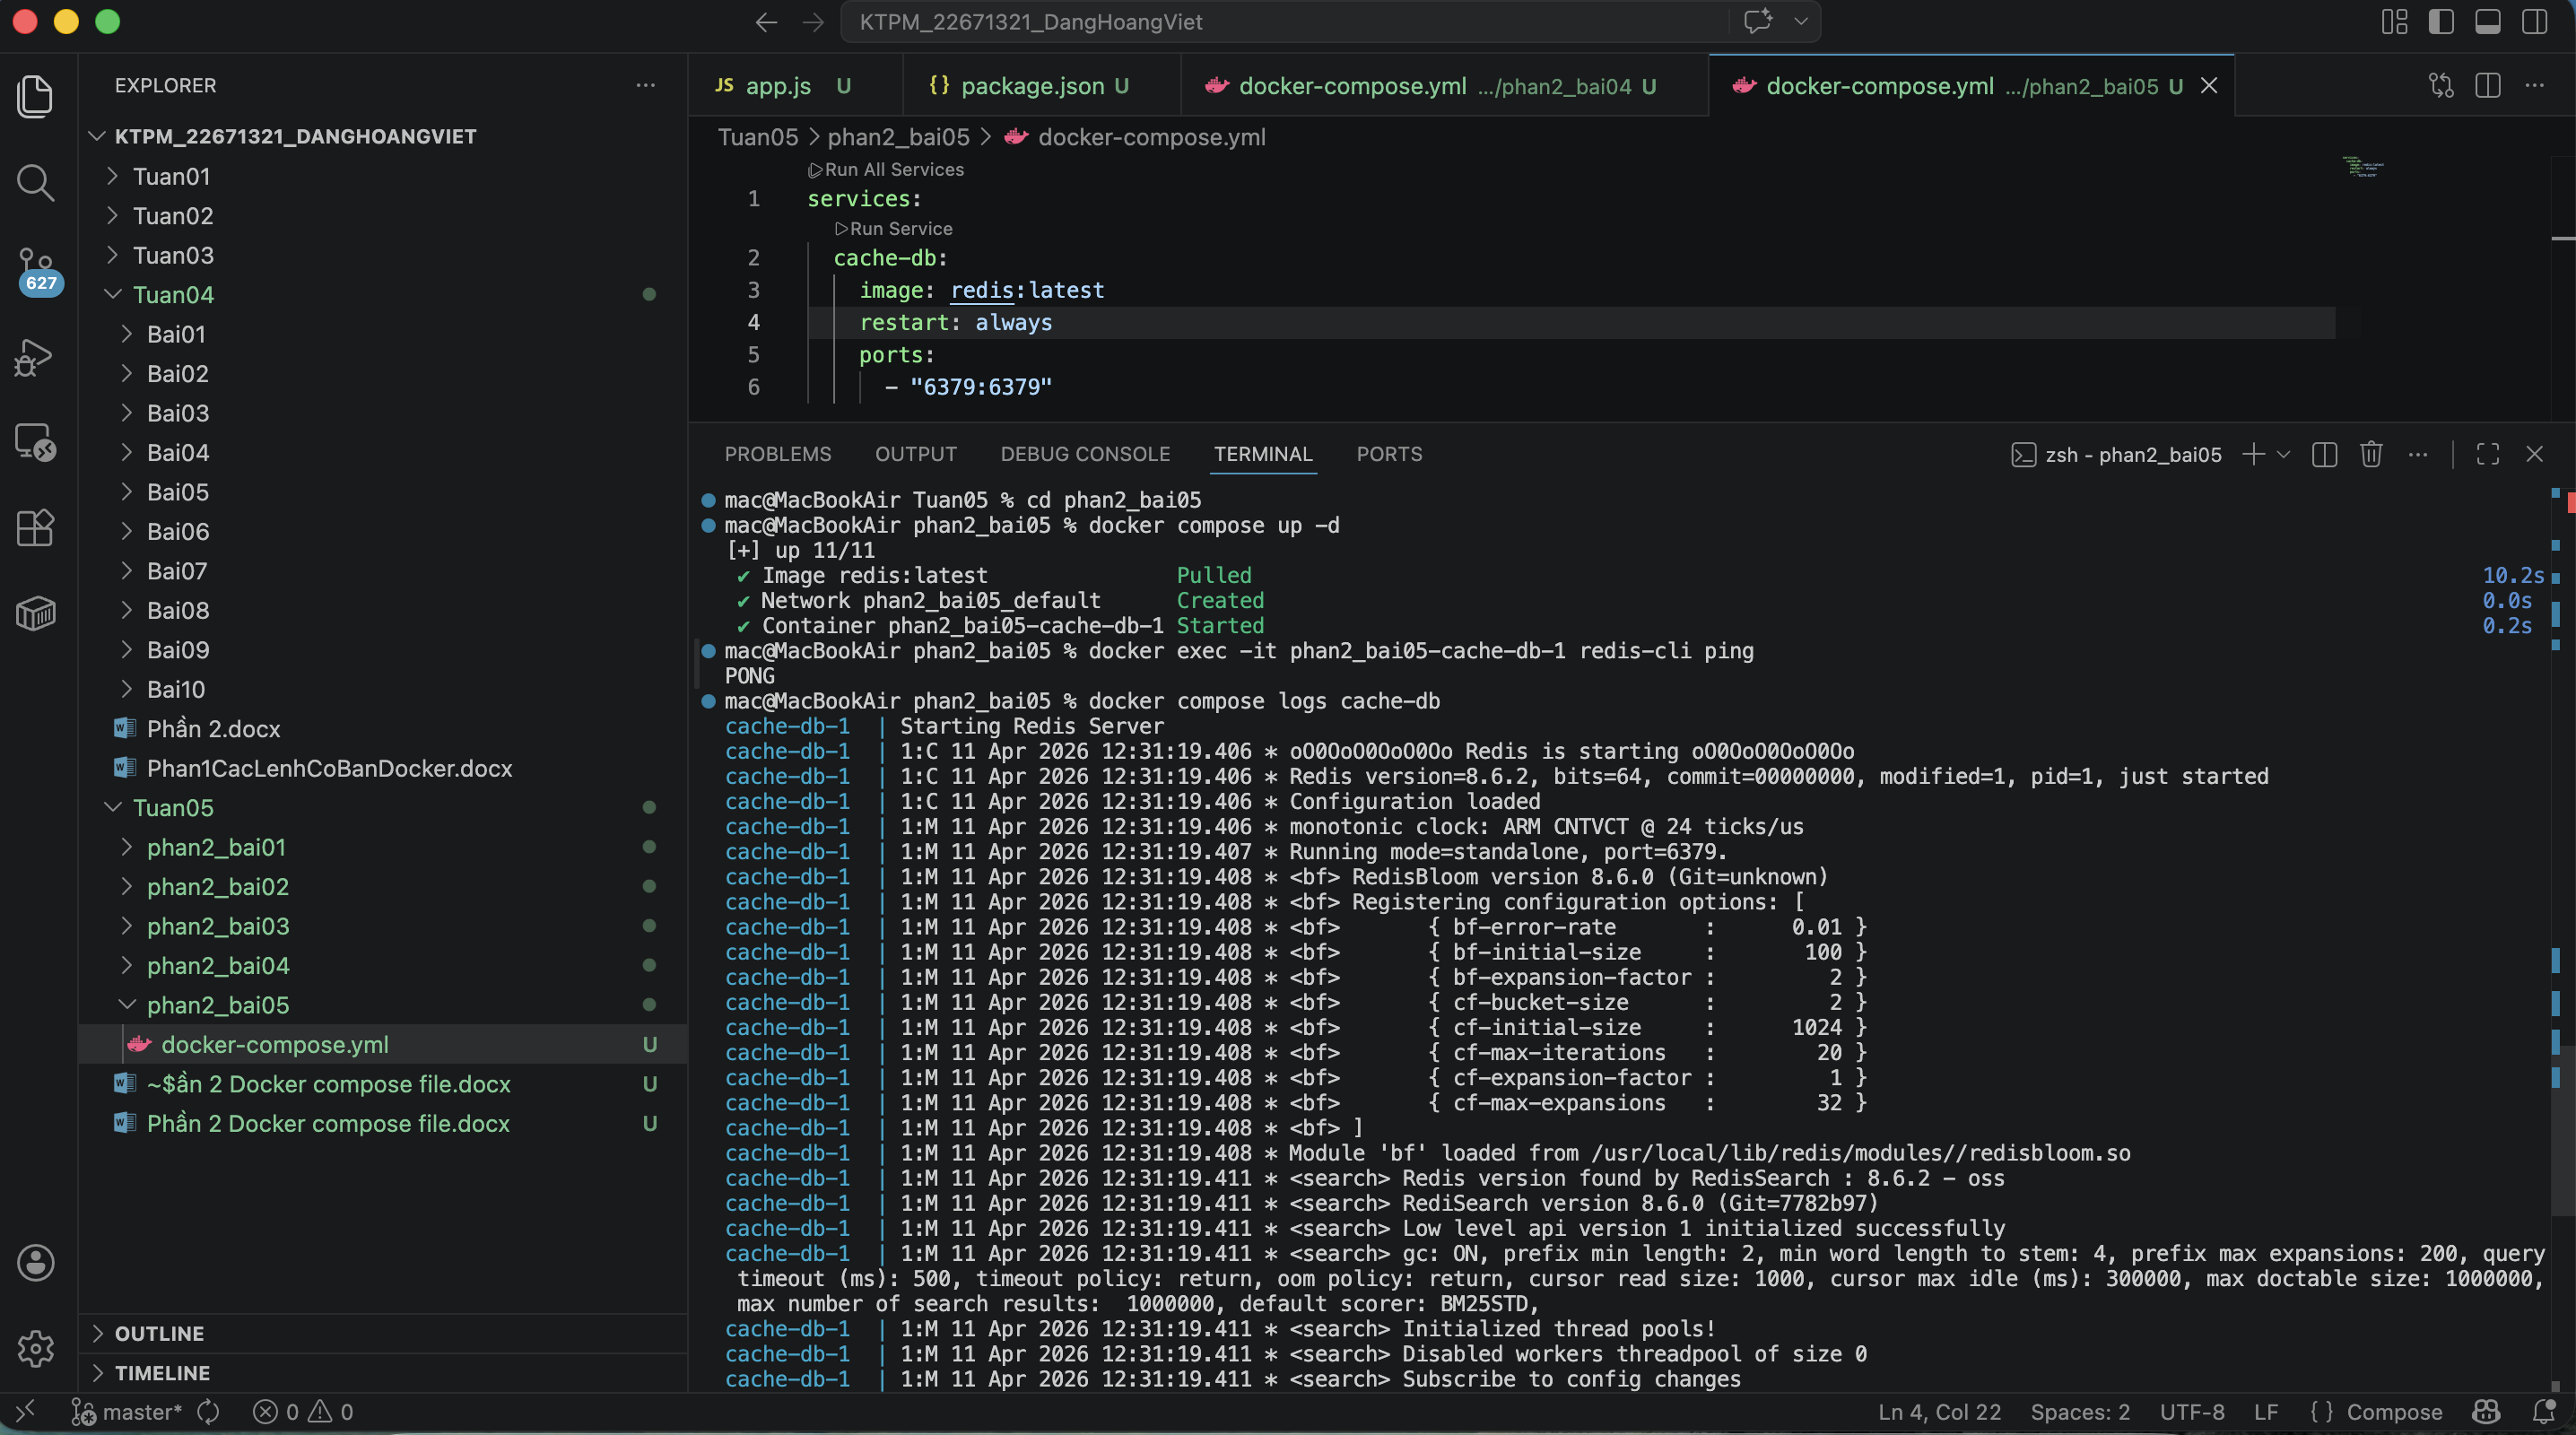 KTPM_22671321_DangHoangViet
EXPLORER
KTPM_22671321_DANGHOANGVIET
Tuan01
Tuan02
Tuan03
Tuan04
Bai01
Bai02
Bai03
Bai04
Bai05
Bai06
Bai07
Bai08
Bai09
Bai10
Phần 2.docx
Phan1CacLenhCoBanDocker.docx
Tuan05
phan2_bai01
phan2_bai02
phan2_bai03
phan2_bai04
phan2_bai05
docker-compose.yml U
~$ần 2 Docker compose file.docx U
Phần 2 Docker compose file.docx U
OUTLINE
TIMELINE
627
JS app.js U
{} package.json U
docker-compose.yml .../phan2_bai04 U
docker-compose.yml .../phan2_bai05 U
Tuan05 > phan2_bai05 > docker-compose.yml
Run All Services
1 services:
Run Service
2 cache-db:
3 image: redis:latest
4 restart: always
5 ports:
6 - "6379:6379"
PROBLEMS OUTPUT DEBUG CONSOLE TERMINAL PORTS
zsh - phan2_bai05
mac@MacBookAir Tuan05 % cd phan2_bai05
mac@MacBookAir phan2_bai05 % docker compose up -d
[+] up 11/11
✔ Image redis:latest Pulled 10.2s
✔ Network phan2_bai05_default Created 0.0s
✔ Container phan2_bai05-cache-db-1 Started 0.2s
mac@MacBookAir phan2_bai05 % docker exec -it phan2_bai05-cache-db-1 redis-cli ping
PONG
mac@MacBookAir phan2_bai05 % docker compose logs cache-db
cache-db-1 | Starting Redis Server
cache-db-1 | 1:C 11 Apr 2026 12:31:19.406 * oO0OoO0OoO0Oo Redis is starting oO0OoO0OoO0Oo
cache-db-1 | 1:C 11 Apr 2026 12:31:19.406 * Redis version=8.6.2, bits=64, commit=00000000, modified=1, pid=1, just started
cache-db-1 | 1:C 11 Apr 2026 12:31:19.406 * Configuration loaded
cache-db-1 | 1:M 11 Apr 2026 12:31:19.406 * monotonic clock: ARM CNTVCT @ 24 ticks/us
cache-db-1 | 1:M 11 Apr 2026 12:31:19.407 * Running mode=standalone, port=6379.
cache-db-1 | 1:M 11 Apr 2026 12:31:19.408 * <bf> RedisBloom version 8.6.0 (Git=unknown)
cache-db-1 | 1:M 11 Apr 2026 12:31:19.408 * <bf> Registering configuration options: [
cache-db-1 | 1:M 11 Apr 2026 12:31:19.408 * <bf> { bf-error-rate : 0.01 }
cache-db-1 | 1:M 11 Apr 2026 12:31:19.408 * <bf> { bf-initial-size : 100 }
cache-db-1 | 1:M 11 Apr 2026 12:31:19.408 * <bf> { bf-expansion-factor : 2 }
cache-db-1 | 1:M 11 Apr 2026 12:31:19.408 * <bf> { cf-bucket-size : 2 }
cache-db-1 | 1:M 11 Apr 2026 12:31:19.408 * <bf> { cf-initial-size : 1024 }
cache-db-1 | 1:M 11 Apr 2026 12:31:19.408 * <bf> { cf-max-iterations : 20 }
cache-db-1 | 1:M 11 Apr 2026 12:31:19.408 * <bf> { cf-expansion-factor : 1 }
cache-db-1 | 1:M 11 Apr 2026 12:31:19.408 * <bf> { cf-max-expansions : 32 }
cache-db-1 | 1:M 11 Apr 2026 12:31:19.408 * <bf> ]
cache-db-1 | 1:M 11 Apr 2026 12:31:19.408 * Module 'bf' loaded from /usr/local/lib/redis/modules//redisbloom.so
cache-db-1 | 1:M 11 Apr 2026 12:31:19.411 * <search> Redis version found by RedisSearch : 8.6.2 - oss
cache-db-1 | 1:M 11 Apr 2026 12:31:19.411 * <search> RediSearch version 8.6.0 (Git=7782b97)
cache-db-1 | 1:M 11 Apr 2026 12:31:19.411 * <search> Low level api version 1 initialized successfully
cache-db-1 | 1:M 11 Apr 2026 12:31:19.411 * <search> gc: ON, prefix min length: 2, min word length to stem: 4, prefix max expansions: 200, query
timeout (ms): 500, timeout policy: return, oom policy: return, cursor read size: 1000, cursor max idle (ms): 300000, max doctable size: 1000000,
max number of search results: 1000000, default scorer: BM25STD,
cache-db-1 | 1:M 11 Apr 2026 12:31:19.411 * <search> Initialized thread pools!
cache-db-1 | 1:M 11 Apr 2026 12:31:19.411 * <search> Disabled workers threadpool of size 0
cache-db-1 | 1:M 11 Apr 2026 12:31:19.411 * <search> Subscribe to config changes
master* 0 0 Ln 4, Col 22 Spaces: 2 UTF-8 LF {} Compose